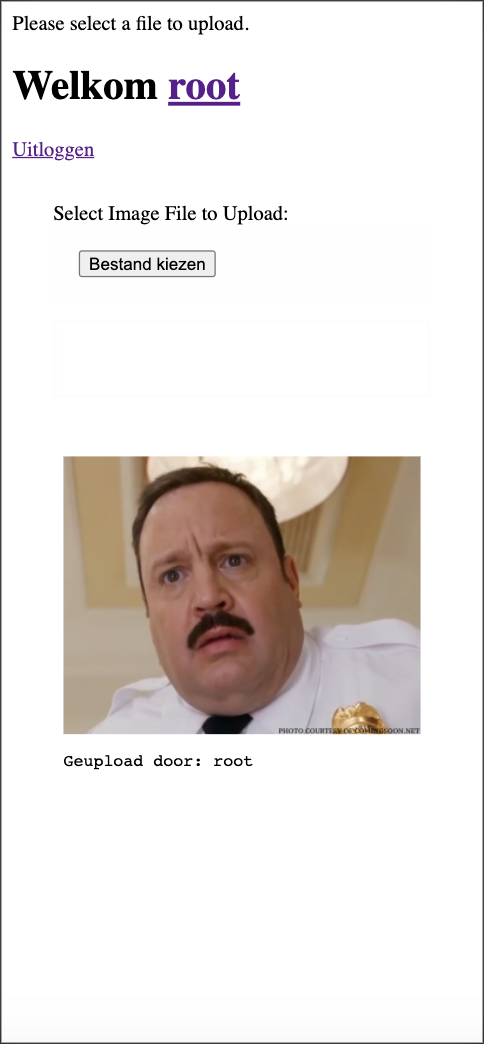 Please select a file to upload.
Welkom root
Uitloggen
Select Image File to Upload:
Bestand kiezen
PHOTO COURTESY OF COMINGSOON.NET
Geupload door: root